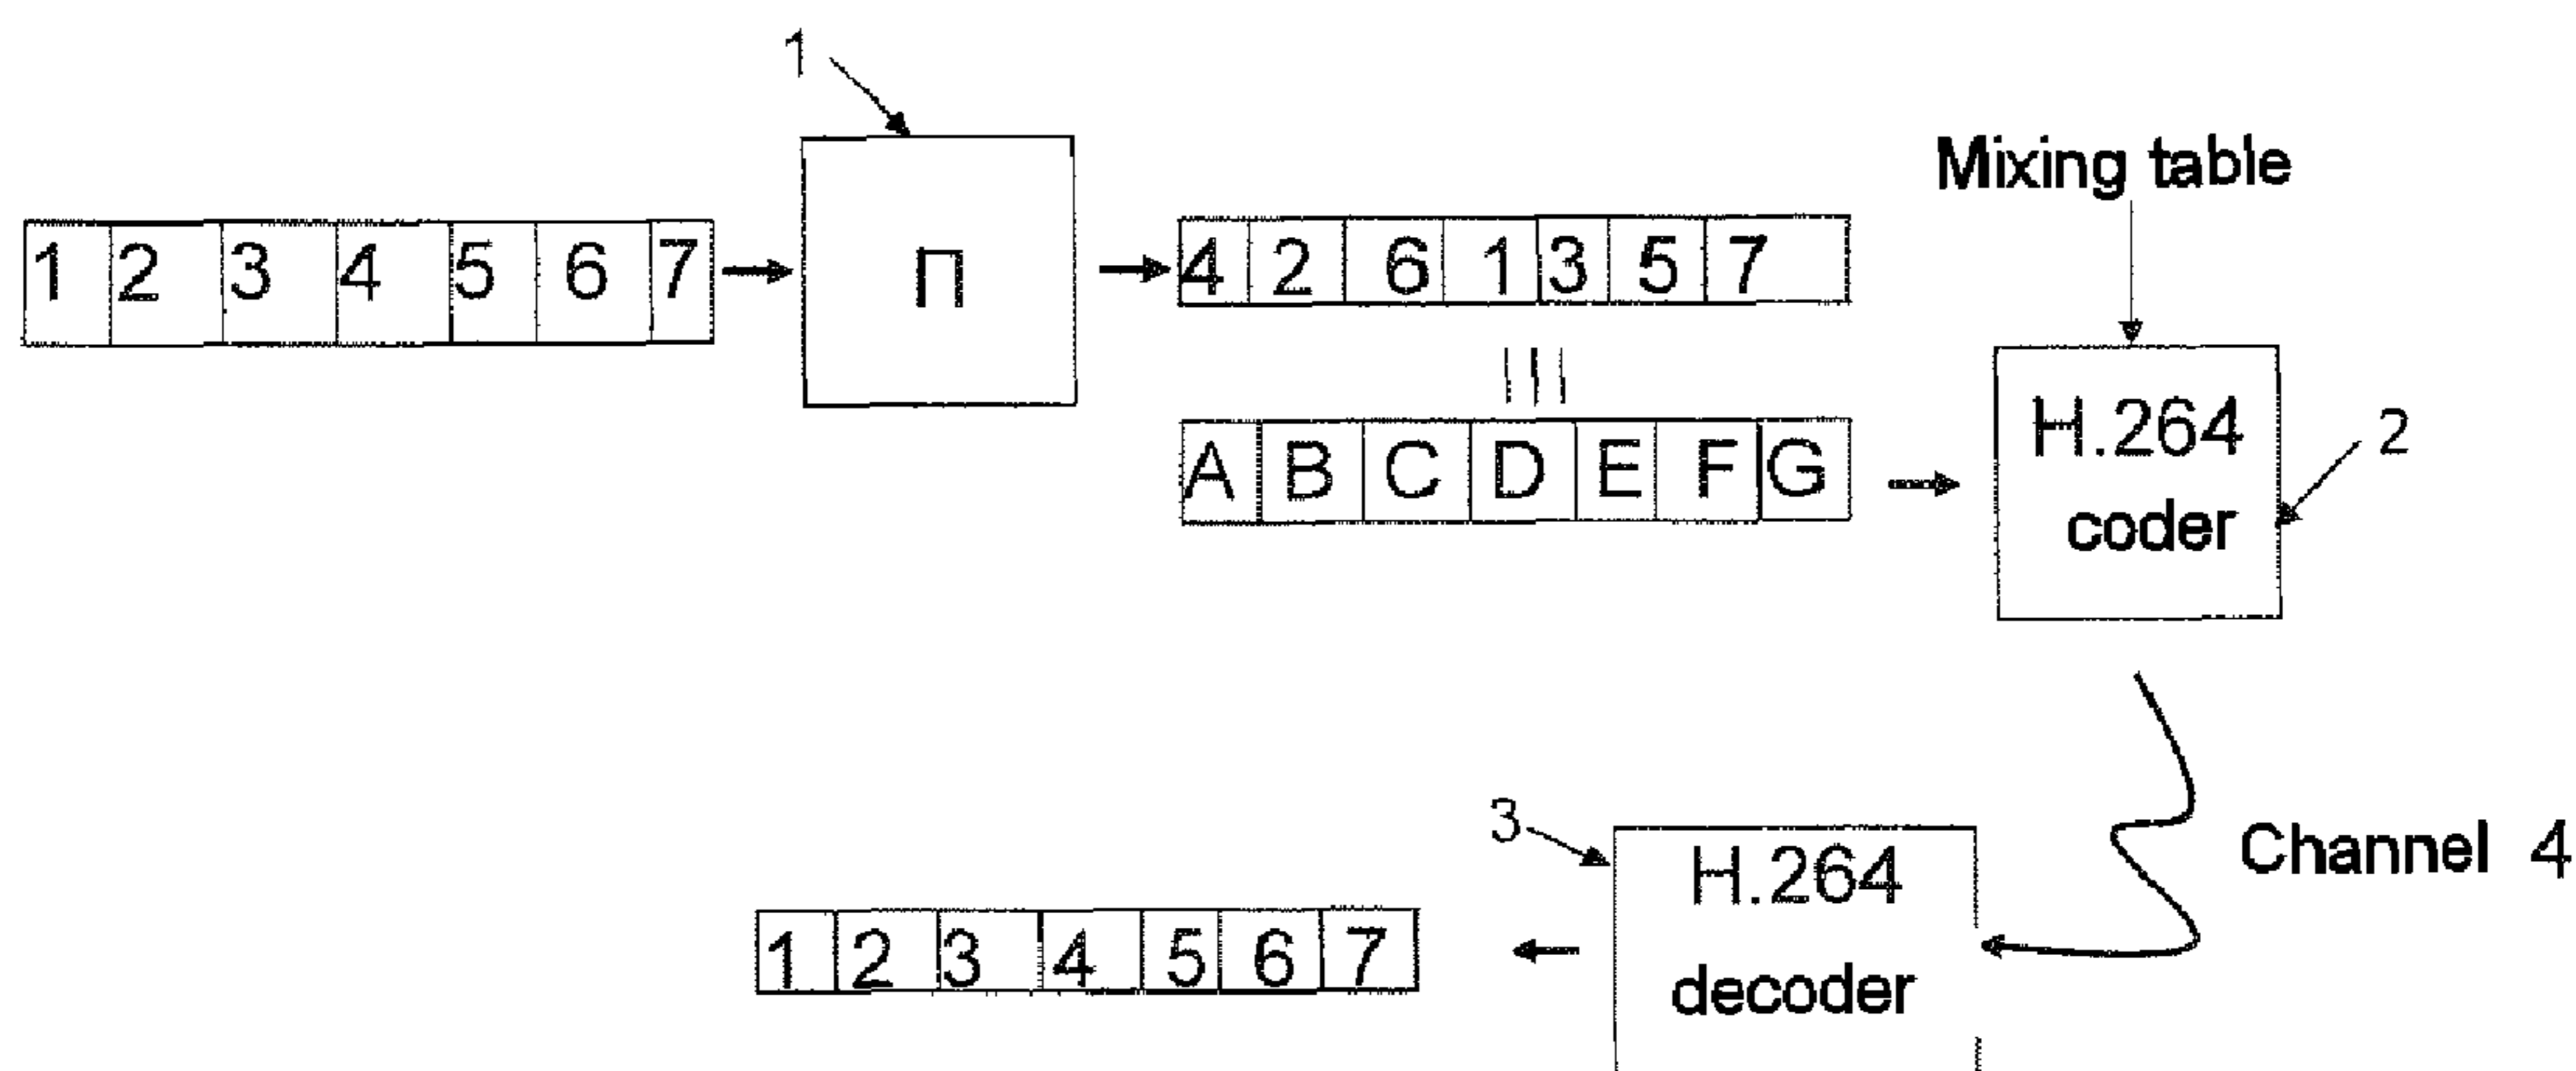 1
Mixing table
1 2 3 4 5 6 7
Π
4 2 6 1 3 5 7
A B C D E F G
H.264
coder
2
3
H.264
decoder
Channel 4
1 2 3 4 5 6 7